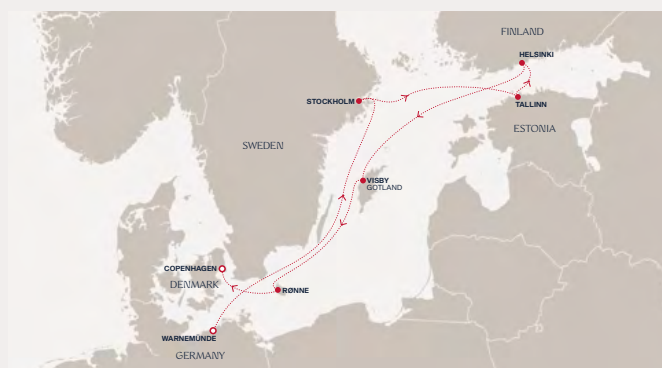 FINLAND
HELSINKI
STOCKHOLM
TALLINN
ESTONIA
SWEDEN
VISBY
GOTLAND
COPENHAGEN
DENMARK
RØNNE
WARNEMÜNDE
GERMANY